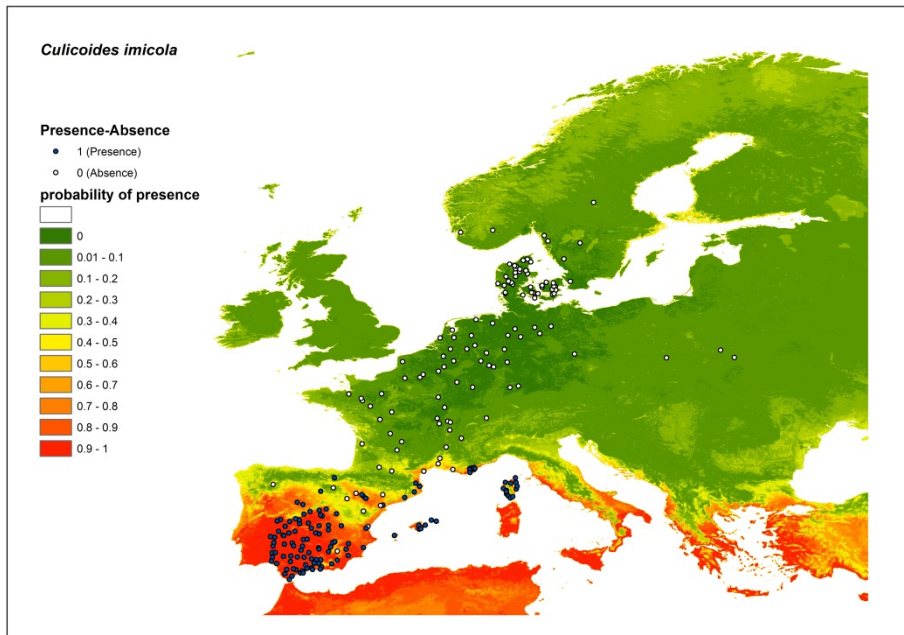 Culicoides imicola
Presence-Absence
1 (Presence)
0 (Absence)
probability of presence
0
0.01 - 0.1
0.1 - 0.2
0.2 - 0.3
0.3 - 0.4
0.4 - 0.5
0.5 - 0.6
0.6 - 0.7
0.7 - 0.8
0.8 - 0.9
0.9 - 1